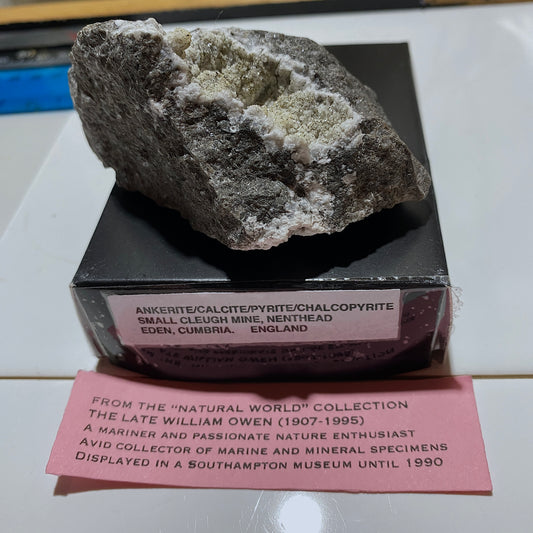 ANKERITE/CALCITE/PYRITE/CHALCOPYRITE
SMALL CLEUGH MINE, NENTHEAD
EDEN, CUMBRIA. ENGLAND
FROM THE "NATURAL WORLD" COLLECTION
THE LATE WILLIAM OWEN (1907-1995)
A MARINER AND PASSIONATE NATURE ENTHUSIAST
AVID COLLECTOR OF MARINE AND MINERAL SPECIMENS
DISPLAYED IN A SOUTHAMPTON MUSEUM UNTIL 1990